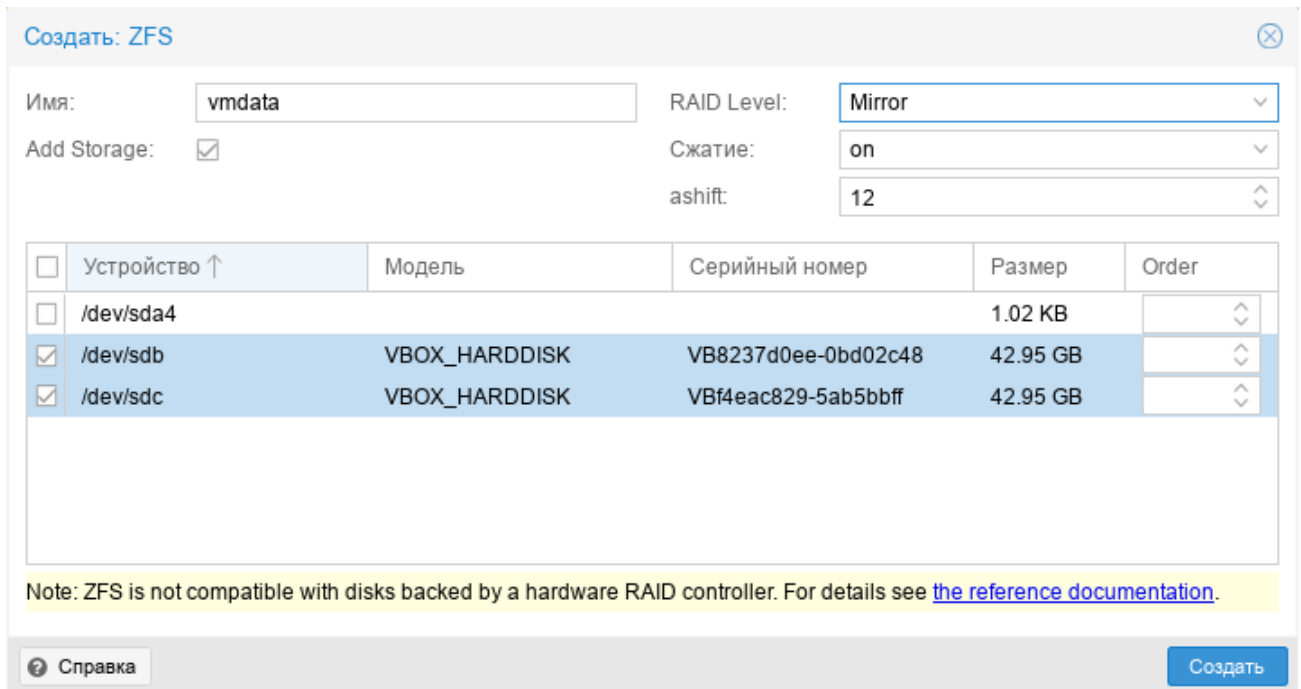 Создать: ZFS
Имя: vmdata RAID Level: Mirror
Add Storage: Сжатие: on
ashift: 12
Устройство Модель Серийный номер Размер Order
/dev/sda4 1.02 KB
/dev/sdb VBOX_HARDDISK VB8237d0ee-0bd02c48 42.95 GB
/dev/sdc VBOX_HARDDISK VBf4eac829-5ab5bbff 42.95 GB
Note: ZFS is not compatible with disks backed by a hardware RAID controller. For details see the reference documentation.
Справка Создать